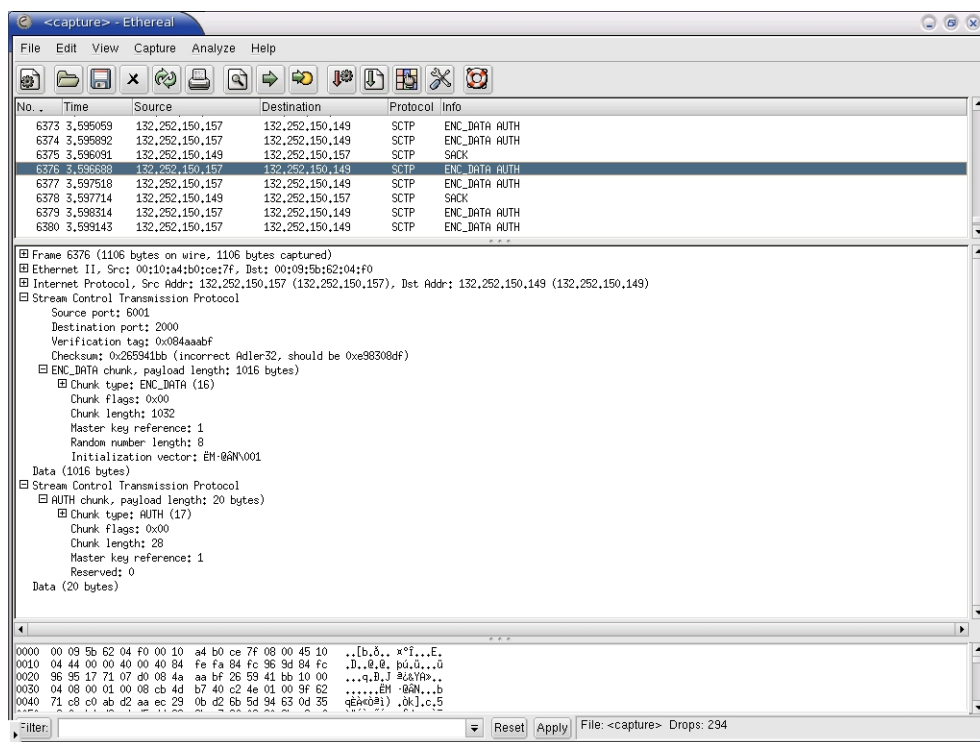 <capture> - Ethereal
File Edit View Capture Analyze Help
No. . Time Source Destination Protocol Info
6373 3.595059 132.252.150.157 132.252.150.149 SCTP ENC_DATA AUTH
6374 3.595892 132.252.150.157 132.252.150.149 SCTP ENC_DATA AUTH
6375 3.596091 132.252.150.149 132.252.150.157 SCTP SACK
6376 3.596688 132.252.150.157 132.252.150.149 SCTP ENC_DATA AUTH
6377 3.597518 132.252.150.157 132.252.150.149 SCTP ENC_DATA AUTH
6378 3.597714 132.252.150.149 132.252.150.157 SCTP SACK
6379 3.598314 132.252.150.157 132.252.150.149 SCTP ENC_DATA AUTH
6380 3.599143 132.252.150.157 132.252.150.149 SCTP ENC_DATA AUTH
Frame 6376 (1106 bytes on wire, 1106 bytes captured)
Ethernet II, Src: 00:10:a4:b0:ce:7f, Dst: 00:09:5b:62:04:f0
Internet Protocol, Src Addr: 132.252.150.157 (132.252.150.157), Dst Addr: 132.252.150.149 (132.252.150.149)
Stream Control Transmission Protocol
Source port: 6001
Destination port: 2000
Verification tag: 0x084aaabf
Checksum: 0x265941bb (incorrect Adler32, should be 0xe98308df)
ENC_DATA chunk, payload length: 1016 bytes)
Chunk type: ENC_DATA (16)
Chunk flags: 0x00
Chunk length: 1032
Master key reference: 1
Random number length: 8
Initialization vector: ËM·@ÂN\001
Data (1016 bytes)
Stream Control Transmission Protocol
AUTH chunk, payload length: 20 bytes)
Chunk type: AUTH (17)
Chunk flags: 0x00
Chunk length: 28
Master key reference: 1
Reserved: 0
Data (20 bytes)
0000 00 09 5b 62 04 f0 00 10 a4 b0 ce 7f 08 00 45 10 ..[b.ð.. ¤°Î...E.
0010 04 44 00 00 40 00 40 84 fe fa 84 fc 96 9d 84 fc .D..@.@. þú.ü...ü
0020 96 95 17 71 07 d0 08 4a aa bf 26 59 41 bb 10 00 ...q.Ð.J ª¿&YA»..
0030 04 08 00 01 00 08 cb 4d b7 40 c2 4e 01 00 9f 62 ......ËM ·@ÂN...b
0040 71 c8 c0 ab d2 aa ec 29 0b d2 6b 5d 94 63 0d 35 qÈÀ«Òªì) .Òk].c.5
Filter: Reset Apply File: <capture> Drops: 294